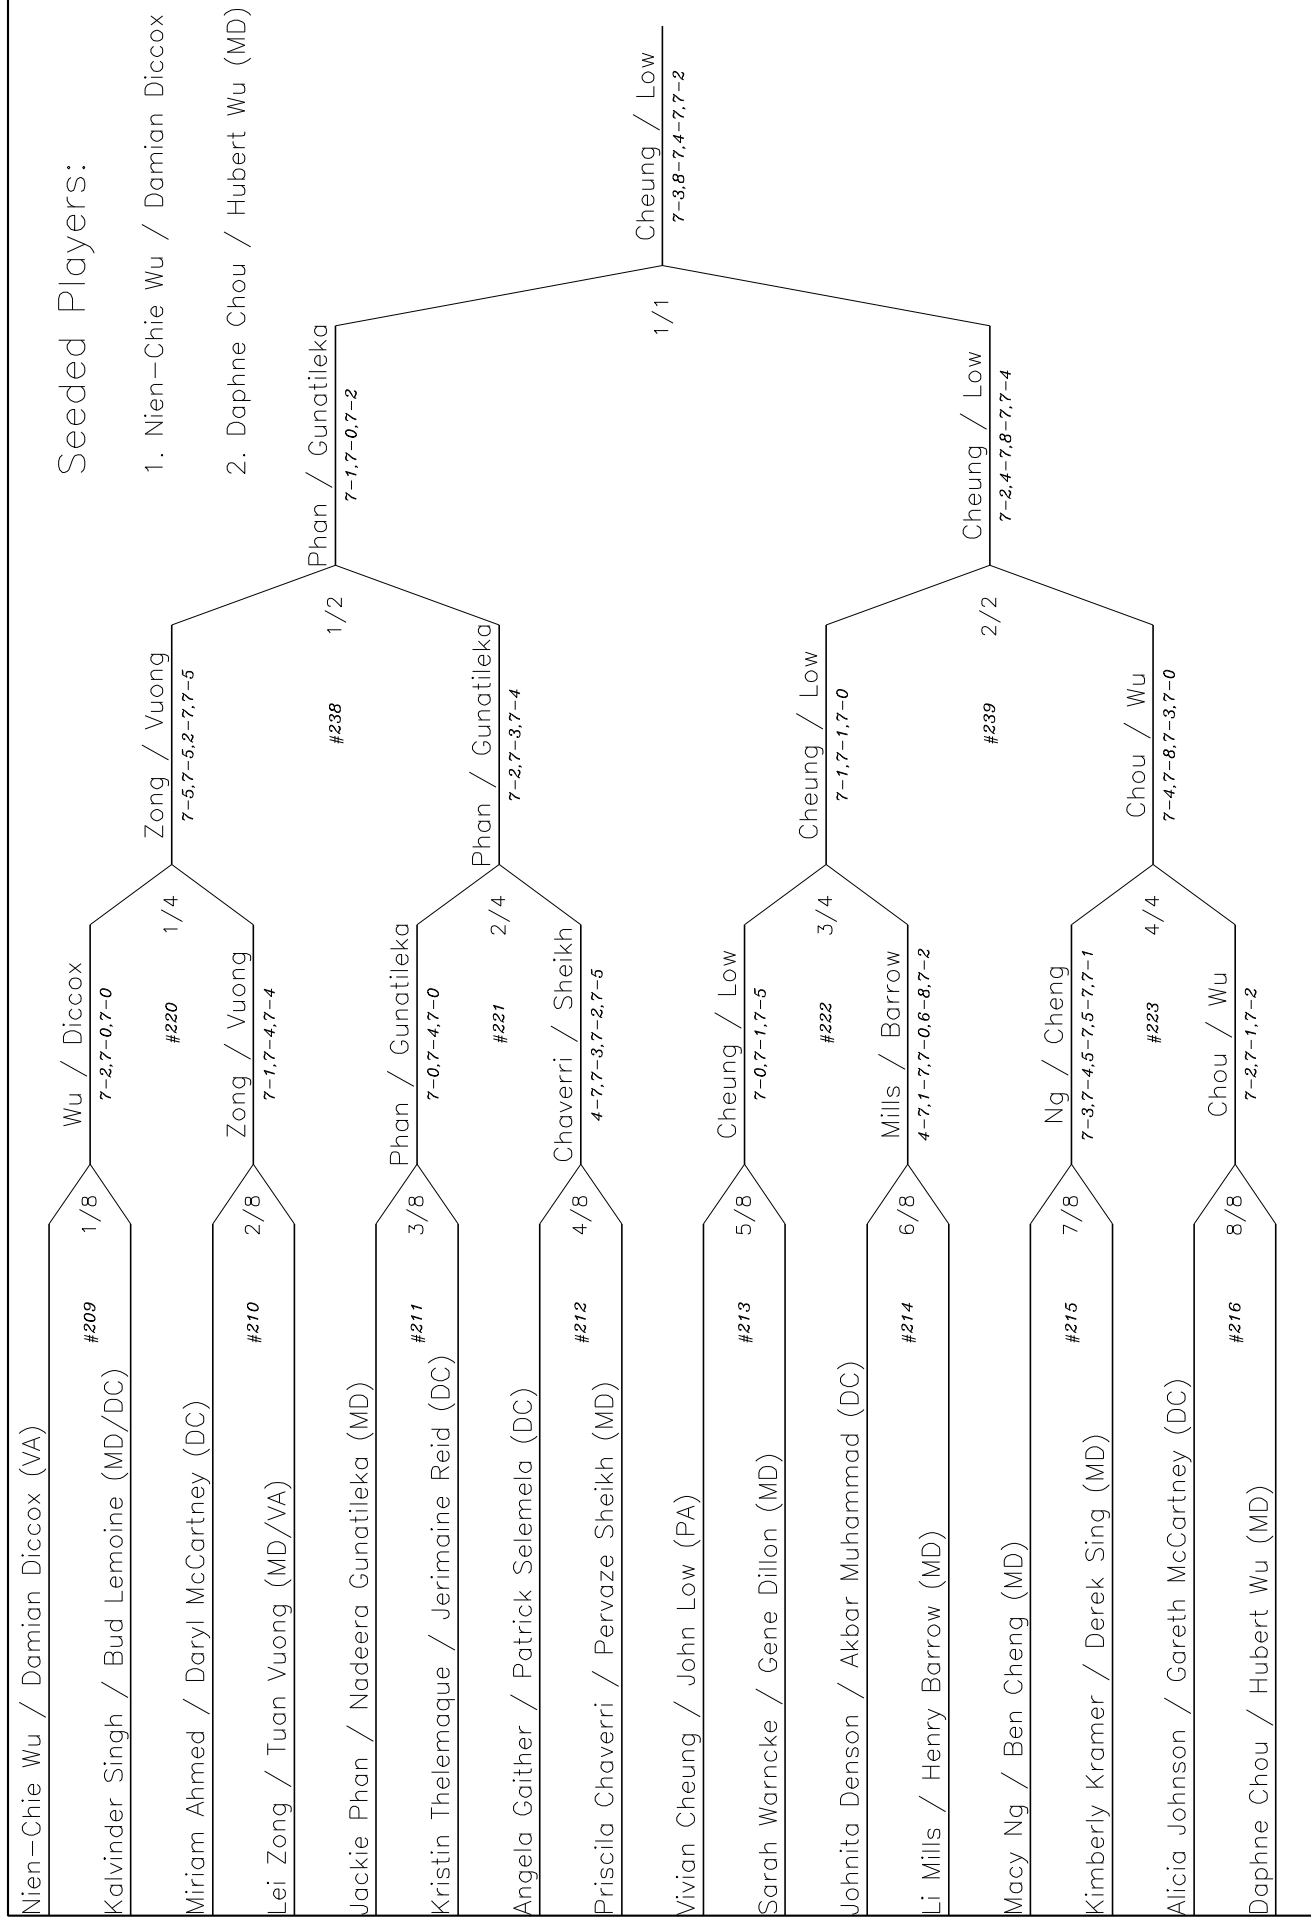 Seeded Players:
1. Nien-Chie Wu / Damian Diccox
2. Daphne Chou / Hubert Wu (MD)
Nien-Chie Wu / Damian Diccox (VA)
#209
1/8
Kalvinder Singh / Bud Lemoine (MD/DC)
Wu / Diccox
7-2,7-0,7-0
#220
1/4
Miriam Ahmed / Daryl McCartney (DC)
#210
2/8
Lei Zong / Tuan Vuong (MD/VA)
Zong / Vuong
7-1,7-4,7-4
Zong / Vuong
7-5,7-5,2-7,7-5
#238
1/2
Jackie Phan / Nadeera Gunatileka (MD)
#211
3/8
Kristin Thelemaque / Jerimaine Reid (DC)
Phan / Gunatileka
7-0,7-4,7-0
#221
2/4
Angela Gaither / Patrick Selemela (DC)
#212
4/8
Priscila Chaverri / Pervaze Sheikh (MD)
Chaverri / Sheikh
4-7,7-3,7-2,7-5
Phan / Gunatileka
7-2,7-3,7-4
Phan / Gunatileka
7-1,7-0,7-2
1/1
Vivian Cheung / John Low (PA)
#213
5/8
Sarah Warncke / Gene Dillon (MD)
Cheung / Low
7-0,7-1,7-5
#222
3/4
Johnita Denson / Akbar Muhammad (DC)
#214
6/8
Li Mills / Henry Barrow (MD)
Mills / Barrow
4-7,1-7,7-0,6-8,7-2
Cheung / Low
7-1,7-1,7-0
#239
2/2
Macy Ng / Ben Cheng (MD)
#215
7/8
Kimberly Kramer / Derek Sing (MD)
Ng / Cheng
7-3,7-4,5-7,5-7,7-1
#223
4/4
Alicia Johnson / Gareth McCartney (DC)
#216
8/8
Daphne Chou / Hubert Wu (MD)
Chou / Wu
7-2,7-1,7-2
Chou / Wu
7-4,7-8,7-3,7-0
Cheung / Low
7-2,4-7,8-7,7-4
Cheung / Low
7-3,8-7,4-7,7-2